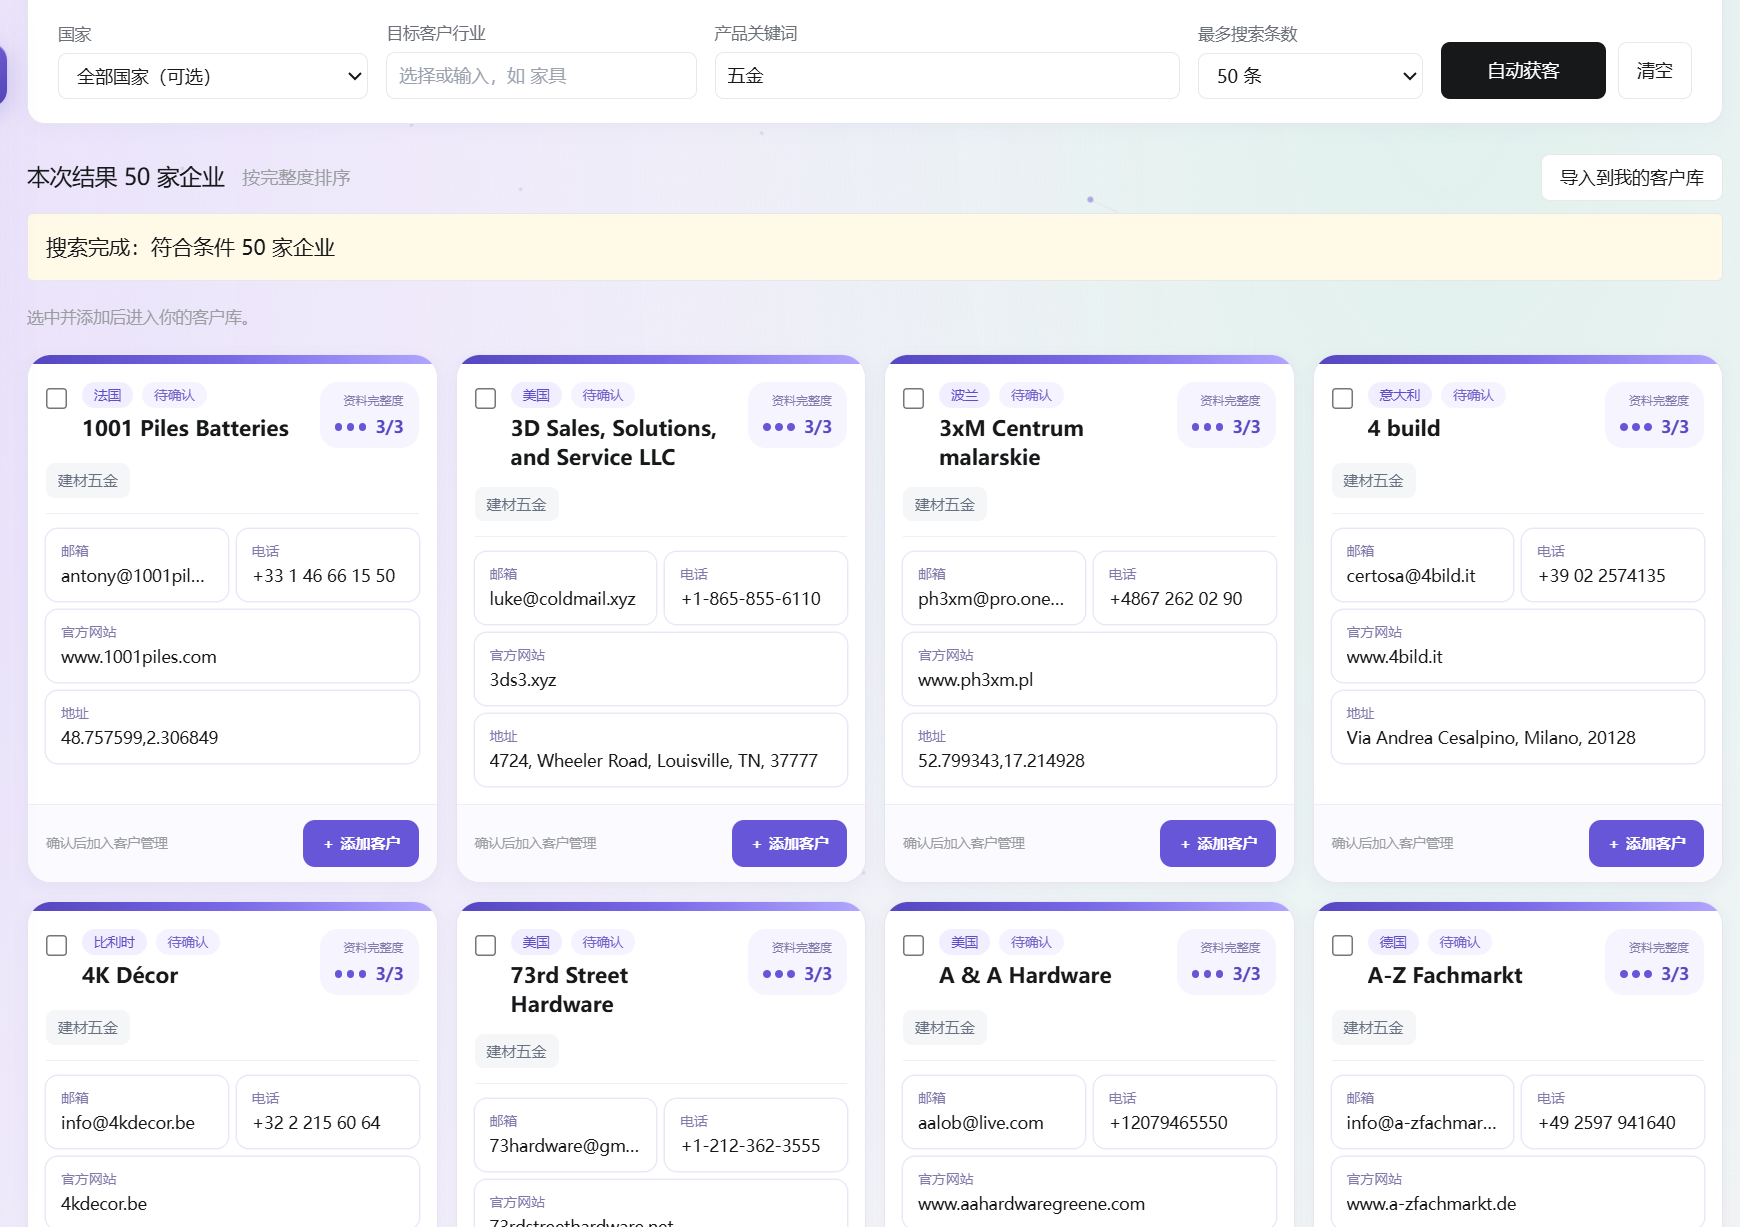 国家
目标客户行业
产品关键词
最多搜索条数
全部国家（可选）
选择或输入，如 家具
五金
50 条
自动获客
清空
本次结果 50 家企业
按完整度排序
导入到我的客户库
搜索完成：符合条件 50 家企业
选中并添加后进入你的客户库。
法国
待确认
资料完整度
3/3
1001 Piles Batteries
建材五金
邮箱
antony@1001pil...
电话
+33 1 46 66 15 50
官方网站
www.1001piles.com
地址
48.757599,2.306849
确认后加入客户管理
+ 添加客户
美国
待确认
资料完整度
3/3
3D Sales, Solutions,
and Service LLC
建材五金
邮箱
luke@coldmail.xyz
电话
+1-865-855-6110
官方网站
3ds3.xyz
地址
4724, Wheeler Road, Louisville, TN, 37777
确认后加入客户管理
+ 添加客户
波兰
待确认
资料完整度
3/3
3xM Centrum
malarskie
建材五金
邮箱
ph3xm@pro.one...
电话
+4867 262 02 90
官方网站
www.ph3xm.pl
地址
52.799343,17.214928
确认后加入客户管理
+ 添加客户
意大利
待确认
资料完整度
3/3
4 build
建材五金
邮箱
certosa@4bild.it
电话
+39 02 2574135
官方网站
www.4bild.it
地址
Via Andrea Cesalpino, Milano, 20128
确认后加入客户管理
+ 添加客户
比利时
待确认
资料完整度
3/3
4K Décor
建材五金
邮箱
info@4kdecor.be
电话
+32 2 215 60 64
官方网站
4kdecor.be
美国
待确认
资料完整度
3/3
73rd Street
Hardware
建材五金
邮箱
73hardware@gm...
电话
+1-212-362-3555
官方网站
73rdstreethardware.net
美国
待确认
资料完整度
3/3
A & A Hardware
建材五金
邮箱
aalob@live.com
电话
+12079465550
官方网站
www.aahardwaregreene.com
德国
待确认
资料完整度
3/3
A-Z Fachmarkt
建材五金
邮箱
info@a-zfachmar...
电话
+49 2597 941640
官方网站
www.a-zfachmarkt.de